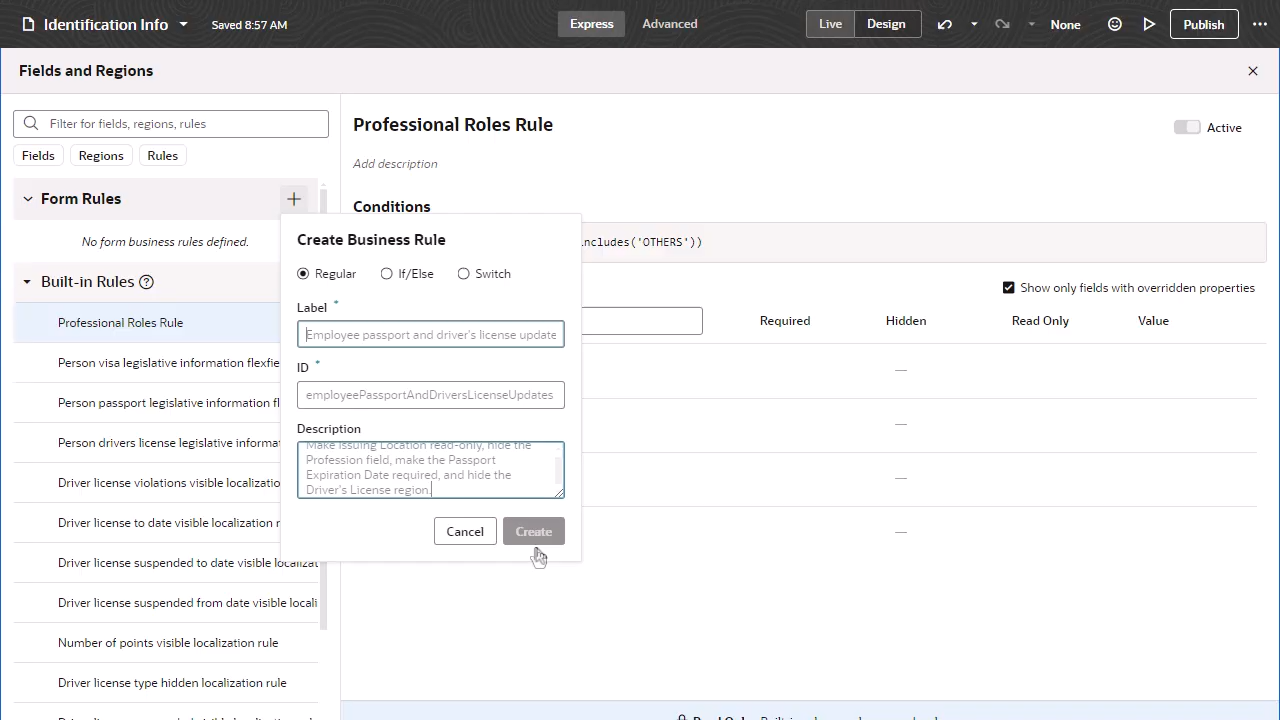 Identification Info
Saved 8:57 AM
Express
Advanced
Live
Design
None
Publish
Fields and Regions
Filter for fields, regions, rules
Fields
Regions
Rules
Form Rules
No form business rules defined.
Built-in Rules
Professional Roles Rule
Person visa legislative information flexfie
Person passport legislative information fl
Person drivers license legislative informa
Driver license violations visible localizatio
Driver license to date visible localization r
Driver license suspended to date visible localizat
Driver license suspended from date visible locali
Number of points visible localization rule
Driver license type hidden localization rule
Professional Roles Rule
Active
Add description
Conditions
includes('OTHERS'))
Show only fields with overridden properties
Required
Hidden
Read Only
Value
Create Business Rule
Regular
If/Else
Switch
Label *
Employee passport and driver's license update
ID *
employeePassportAndDriversLicenseUpdates
Description
Make Issuing Location read-only, hide the
Profession field, make the Passport
Expiration Date required, and hide the
Driver's License region.
Cancel
Create